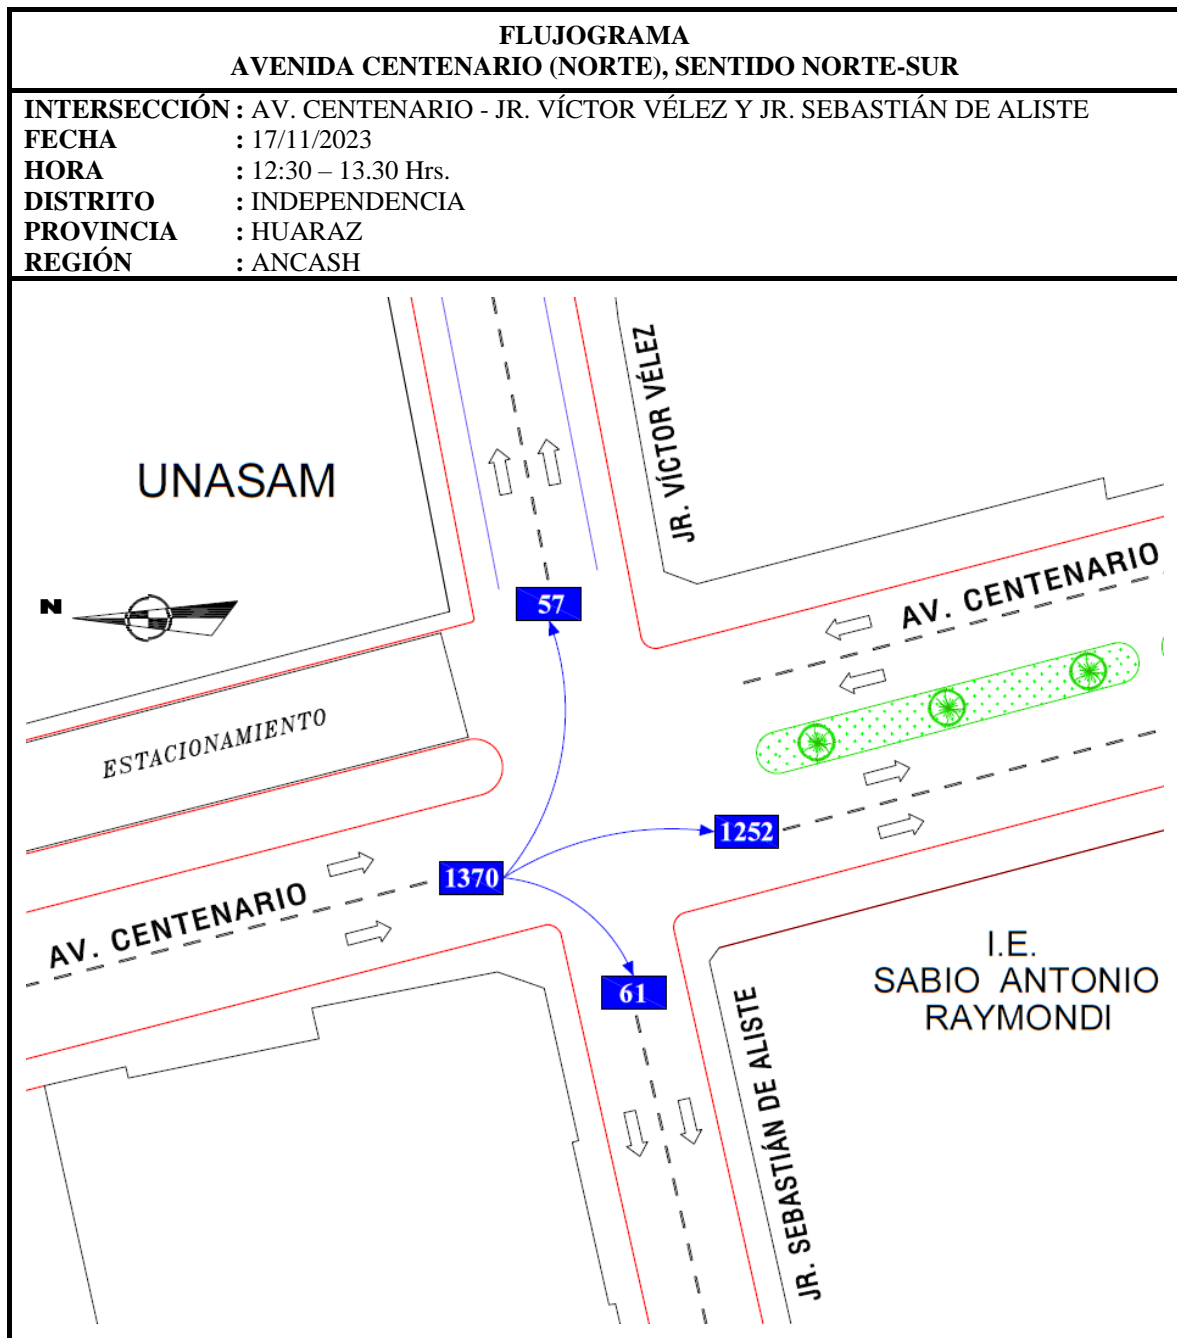 FLUJOGRAMA
AVENIDA CENTENARIO (NORTE), SENTIDO NORTE-SUR
INTERSECCIÓN : AV. CENTENARIO - JR. VÍCTOR VÉLEZ Y JR. SEBASTIÁN DE ALISTE
FECHA : 17/11/2023
HORA : 12:30 – 13.30 Hrs.
DISTRITO : INDEPENDENCIA
PROVINCIA : HUARAZ
REGIÓN : ANCASH
JR. VÍCTOR VÉLEZ
UNASAM
AV. CENTENARIO
N
57
ESTACIONAMIENTO
1252
1370
AV. CENTENARIO
61
I.E.
SABIO ANTONIO
RAYMONDI
JR. SEBASTIÁN DE ALISTE